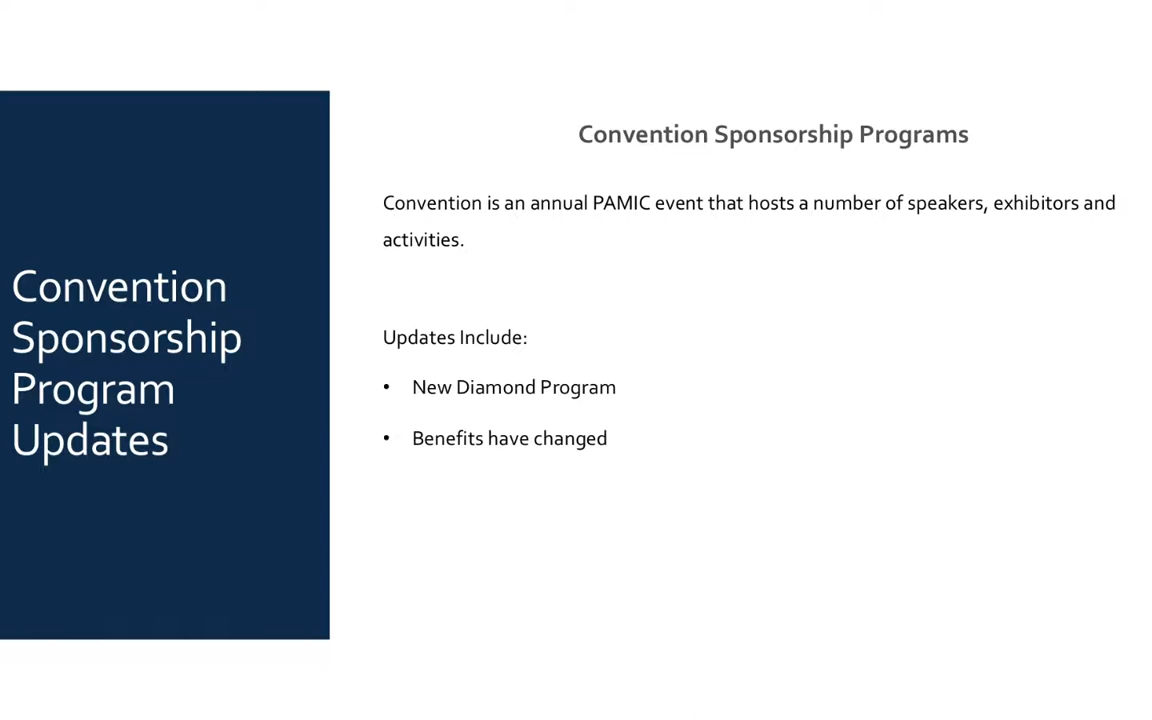 Convention
Sponsorship
Program
Updates
Convention Sponsorship Programs
Convention is an annual PAMIC event that hosts a number of speakers, exhibitors and
activities.
Updates Include:
• New Diamond Program
• Benefits have changed